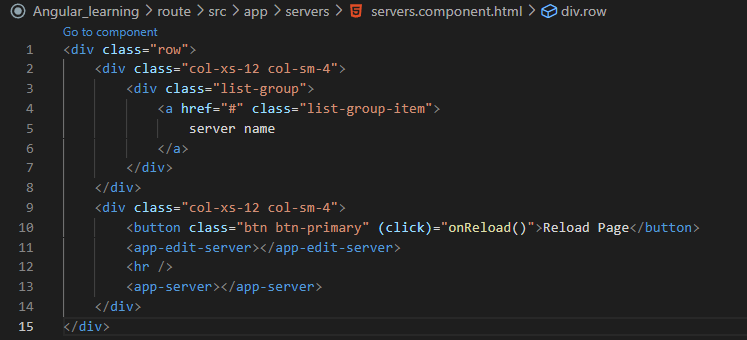 Angular_learning > route > src > app > servers > servers.component.html > div.row
Go to component
1 <div class="row">
2     <div class="col-xs-12 col-sm-4">
3         <div class="list-group">
4             <a href="#" class="list-group-item">
5                 server name
6             </a>
7         </div>
8     </div>
9     <div class="col-xs-12 col-sm-4">
10         <button class="btn btn-primary" (click)="onReload()">Reload Page</button>
11         <app-edit-server></app-edit-server>
12         <hr />
13         <app-server></app-server>
14     </div>
15 </div>